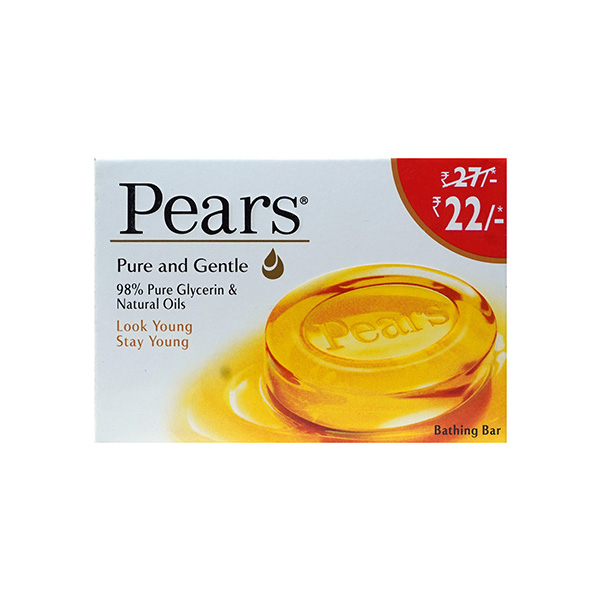 Pears®
Pure and Gentle
98% Pure Glycerin &
Natural Oils
Look Young
Stay Young
₹ 27/-*
₹ 22/-*
Pears
Bathing Bar